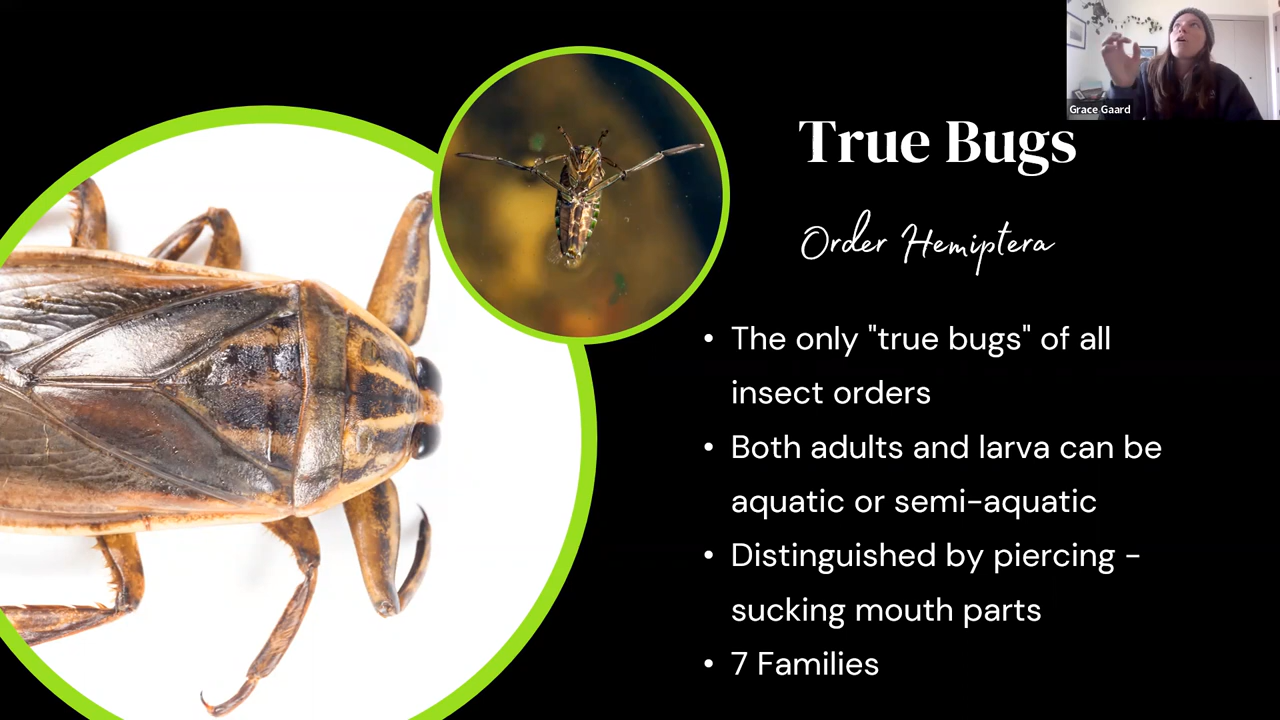 Grace Gaard
True Bugs
Order Hemiptera
• The only "true bugs" of all
insect orders
• Both adults and larva can be
aquatic or semi-aquatic
• Distinguished by piercing -
sucking mouth parts
• 7 Families